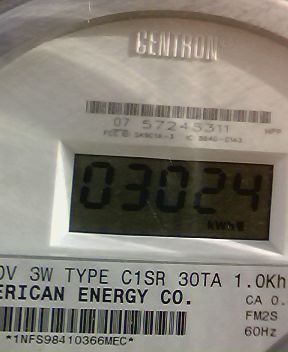 CENTRON
07 57245311
HPP
03024
kWh
0V 3W TYPE C1SR 30TA 1.0Kh
ERICAN ENERGY CO.
CA 0.
FM2S
60Hz
*1NFS98410366MEC*